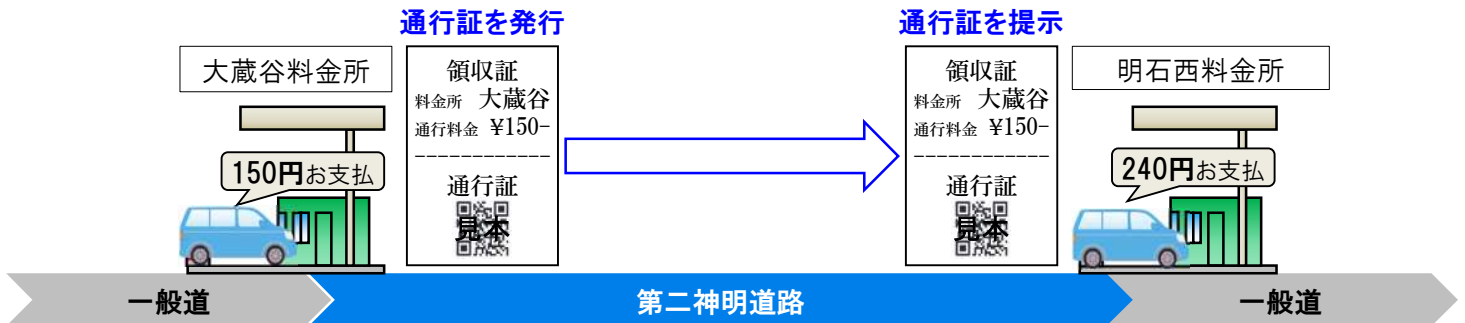 通行証を発行
通行証を提示
大蔵谷料金所
領収証
料金所 大蔵谷
通行料金 ¥150-
------------
通行証
見本
150円お支払
領収証
料金所 大蔵谷
通行料金 ¥150-
------------
通行証
見本
明石西料金所
240円お支払
一般道
第二神明道路
一般道